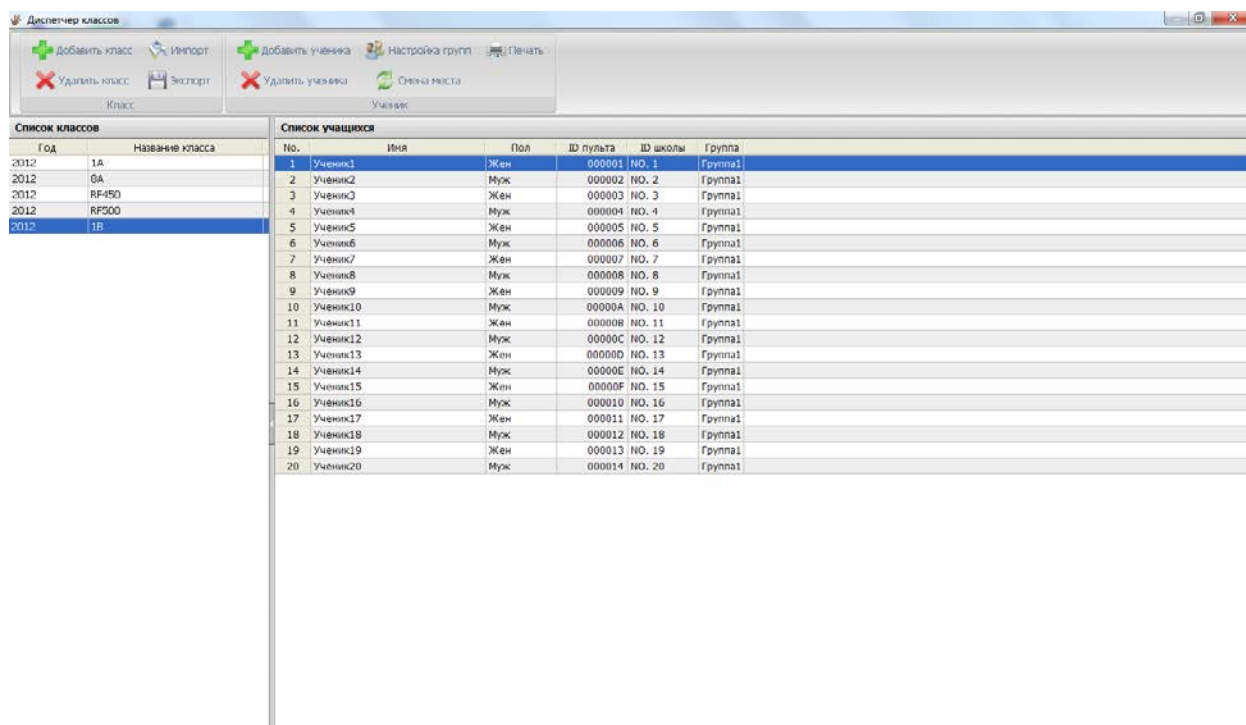 Диспетчер классов
Добавить класс Импорт Добавить ученика Настройка групп Печать
Удалить класс Экспорт Удалить ученика Смена места
Класс Ученик
Список классов Список учащихся
Год Название класса No. Имя Пол ID пульта ID школы Группа
2012 1A 1 Ученик1 Жен 000001 NO. 1 Группа1
2012 8A 2 Ученик2 Муж 000002 NO. 2 Группа1
2012 RF450 3 Ученик3 Жен 000003 NO. 3 Группа1
2012 RF500 4 Ученик4 Муж 000004 NO. 4 Группа1
2012 1B 5 Ученик5 Жен 000005 NO. 5 Группа1
6 Ученик6 Муж 000006 NO. 6 Группа1
7 Ученик7 Жен 000007 NO. 7 Группа1
8 Ученик8 Муж 000008 NO. 8 Группа1
9 Ученик9 Жен 000009 NO. 9 Группа1
10 Ученик10 Муж 00000A NO. 10 Группа1
11 Ученик11 Жен 00000B NO. 11 Группа1
12 Ученик12 Муж 00000C NO. 12 Группа1
13 Ученик13 Жен 00000D NO. 13 Группа1
14 Ученик14 Муж 00000E NO. 14 Группа1
15 Ученик15 Жен 00000F NO. 15 Группа1
16 Ученик16 Муж 000010 NO. 16 Группа1
17 Ученик17 Жен 000011 NO. 17 Группа1
18 Ученик18 Муж 000012 NO. 18 Группа1
19 Ученик19 Жен 000013 NO. 19 Группа1
20 Ученик20 Муж 000014 NO. 20 Группа1